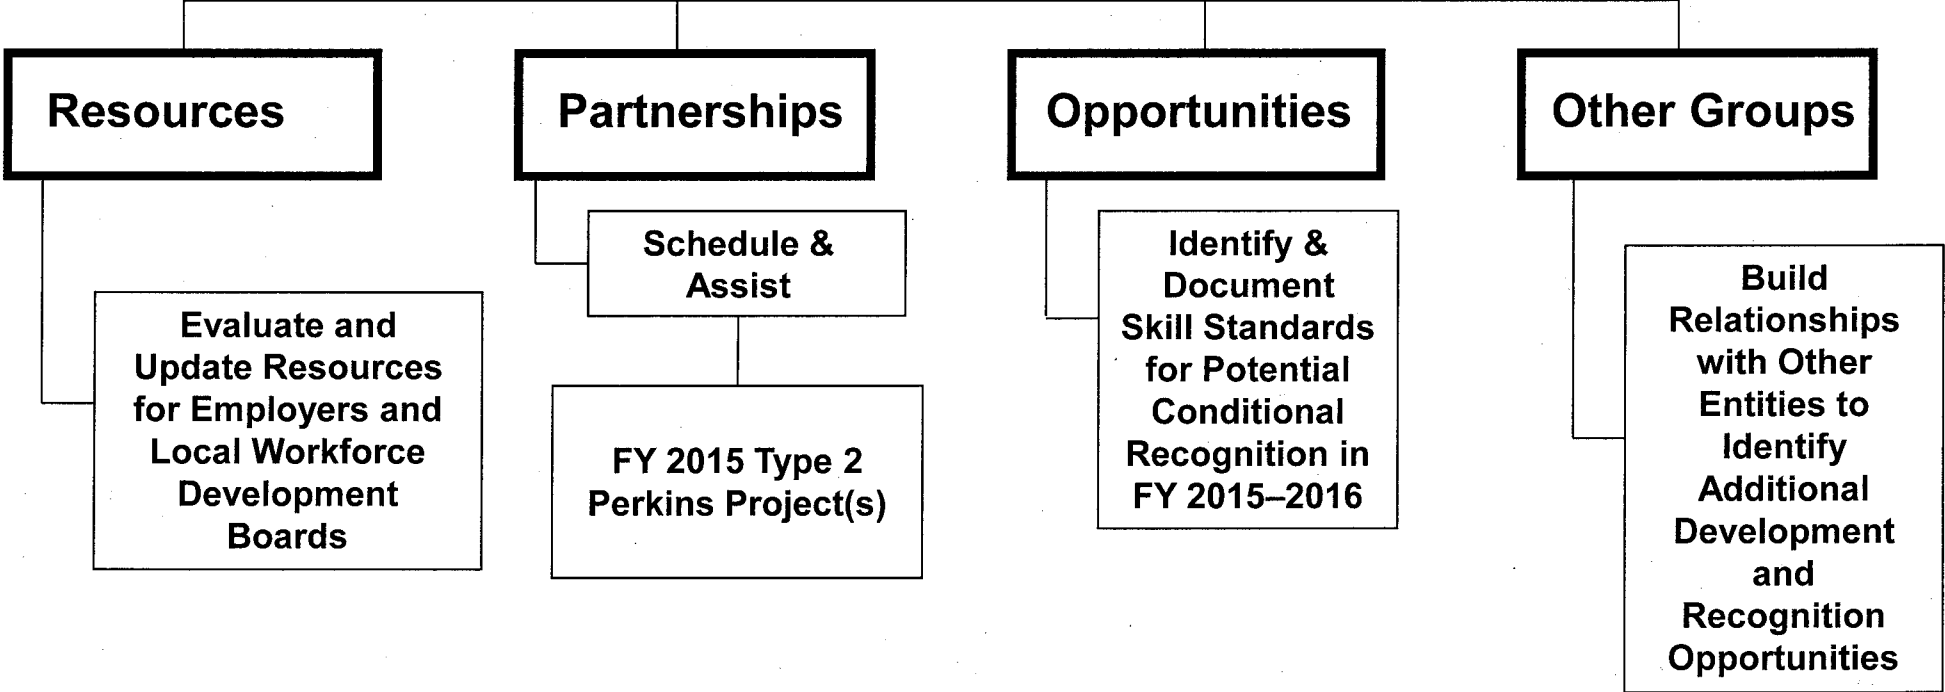 Resources
Partnerships
Opportunities
Other Groups
Evaluate and
Update Resources
for Employers and
Local Workforce
Development
Boards
Schedule &
Assist
FY 2015 Type 2
Perkins Project(s)
Identify &
Document
Skill Standards
for Potential
Conditional
Recognition in
FY 2015–2016
Build
Relationships
with Other
Entities to
Identify
Additional
Development
and
Recognition
Opportunities